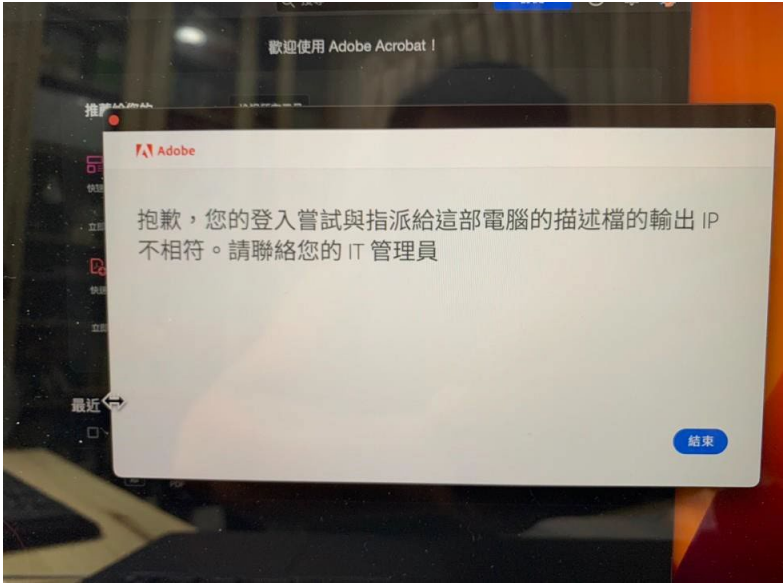 歡迎使用 Adobe Acrobat！
Adobe
抱歉，您的登入嘗試與指派給這部電腦的描述檔的輸出 IP
不相符。請聯絡您的 IT 管理員
最近
結束